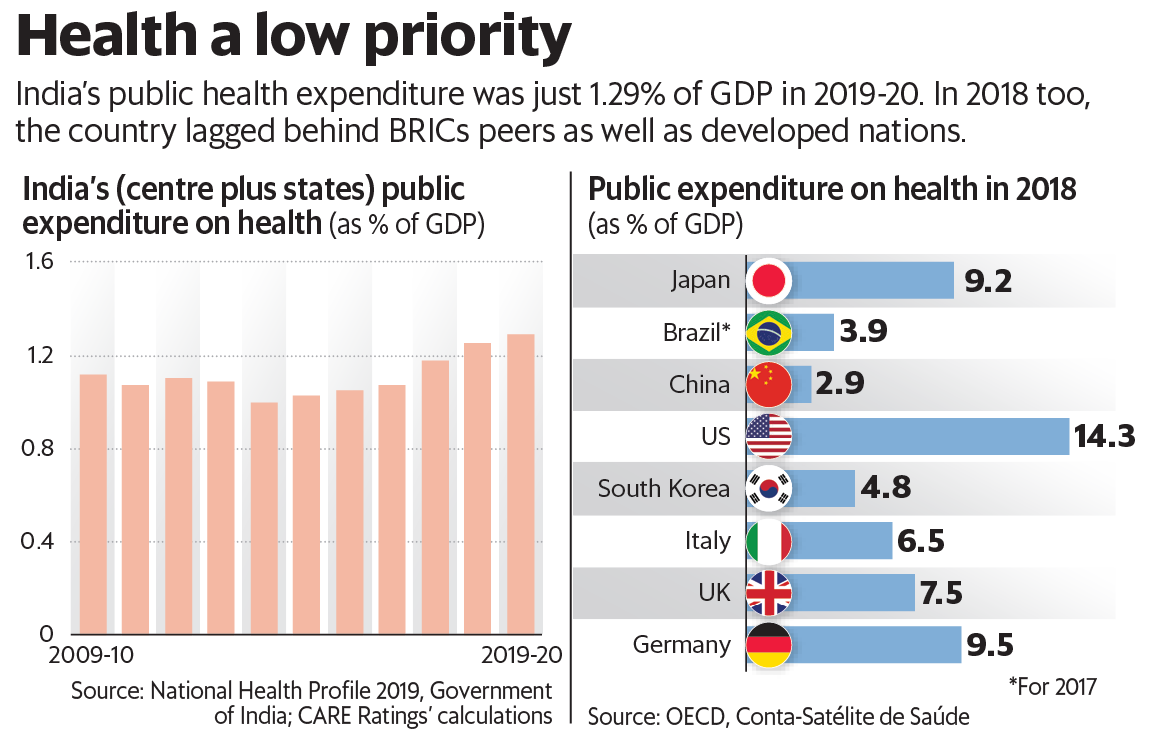 Health a low priority
India's public health expenditure was just 1.29% of GDP in 2019-20. In 2018 too,
the country lagged behind BRICs peers as well as developed nations.
India's (centre plus states) public
expenditure on health (as % of GDP)
1.6
1.2
0.8
0.4
0
2009-10
2019-20
Source: National Health Profile 2019, Government
of India; CARE Ratings' calculations
Public expenditure on health in 2018
(as % of GDP)
Japan 9.2
Brazil* 3.9
China 2.9
US 14.3
South Korea 4.8
Italy 6.5
UK 7.5
Germany 9.5
*For 2017
Source: OECD, Conta-Satélite de Saúde